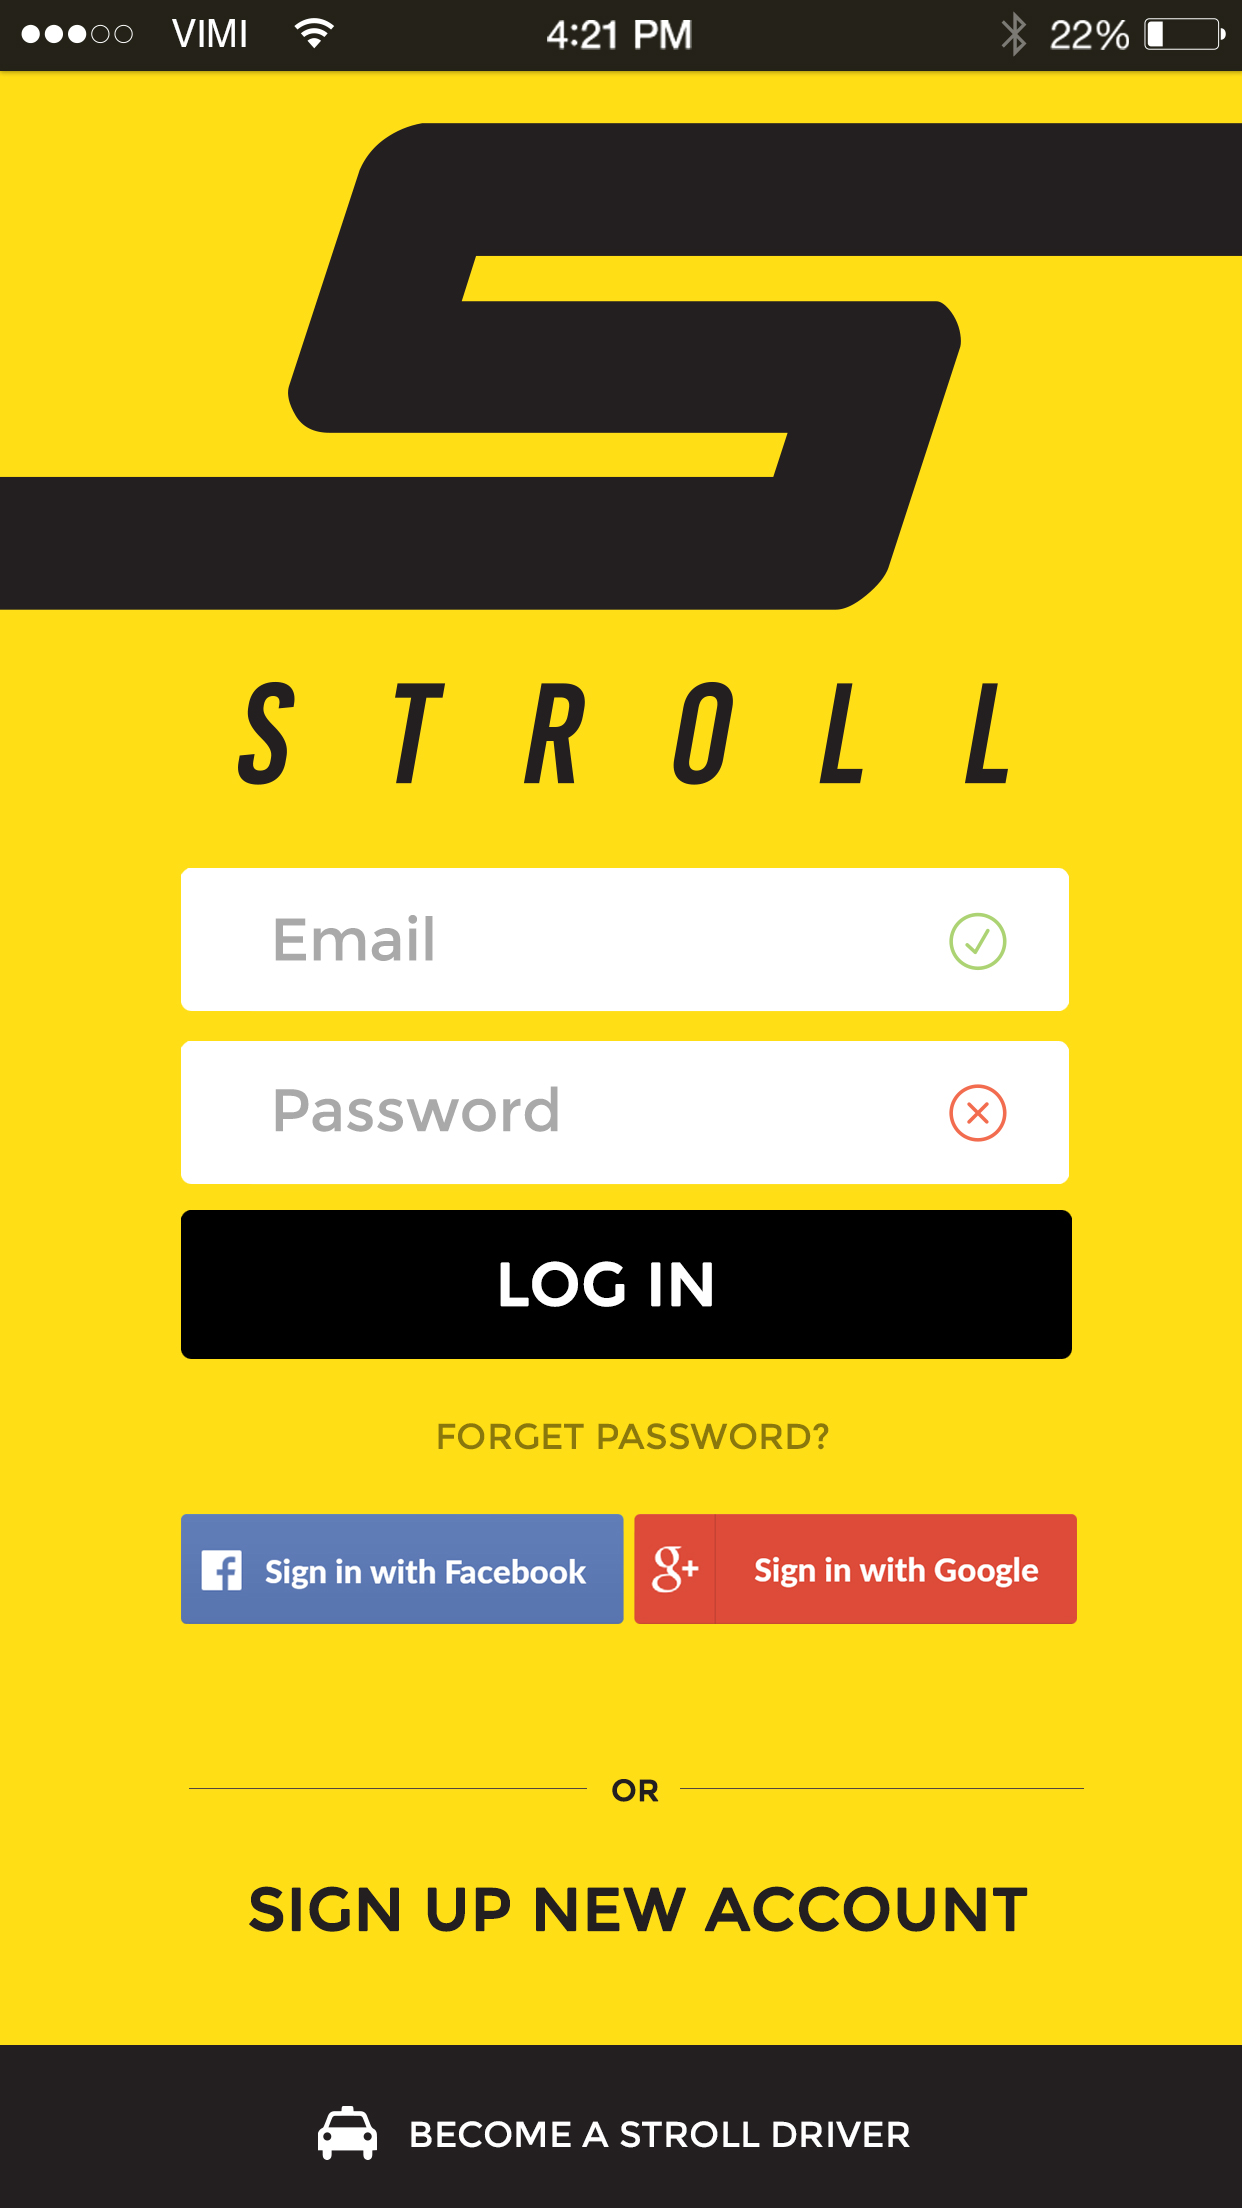 VIMI 4:21 PM 22%
STROLL
Email
Password
LOG IN
FORGET PASSWORD?
Sign in with Facebook
g+ Sign in with Google
OR
SIGN UP NEW ACCOUNT
BECOME A STROLL DRIVER